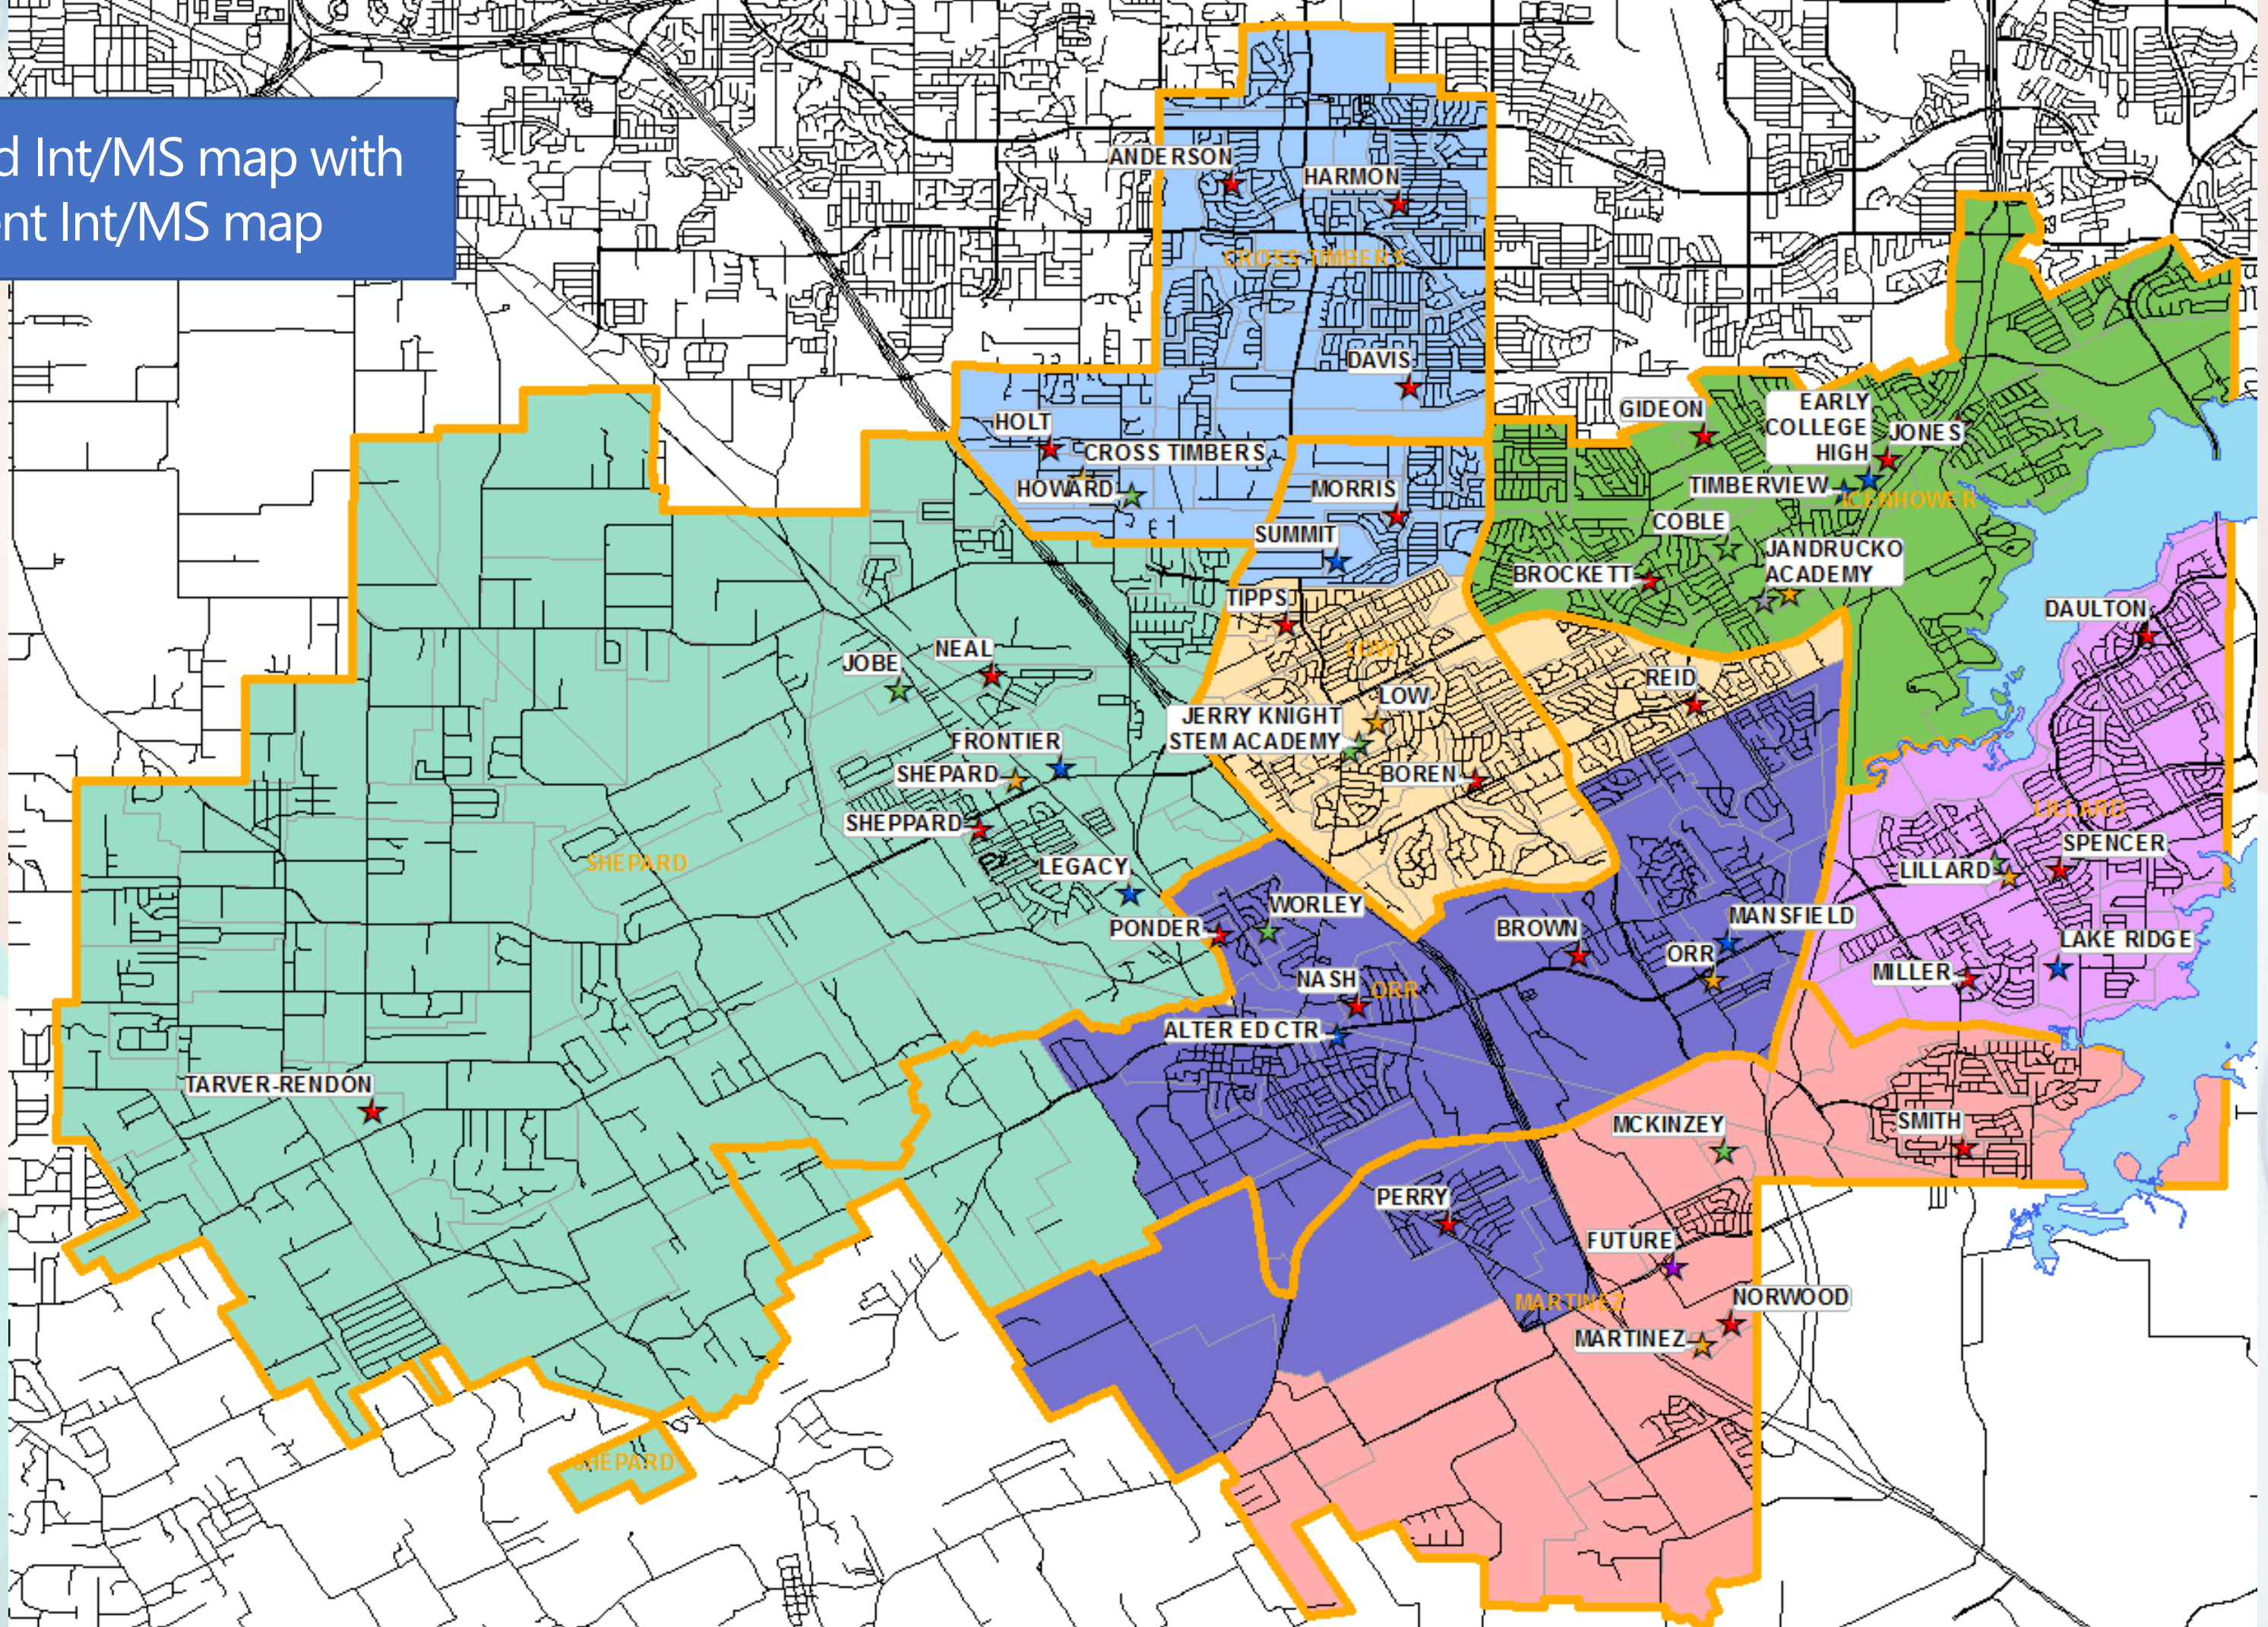 d Int/MS map with
ent Int/MS map
ANDERSON
HARMON
CROSS TIMBERS
DAVIS
HOLT
CROSS TIMBERS
HOWARD
MORRIS
SUMMIT
GIDEON
EARLY
COLLEGE
HIGH
JONES
TIMBERVIEW
ICENHOWER
COBLE
JANDRUCKO
ACADEMY
BROCKETT
TIPPS
LOW
DAULTON
NEAL
JOBE
REID
LOW
JERRY KNIGHT
STEM ACADEMY
FRONTIER
SHEPARD
BOREN
SHEPPARD
LILLARD
SHEPARD
SPENCER
LEGACY
LILLARD
WORLEY
PONDER
BROWN
MANSFIELD
LAKE RIDGE
ORR
MILLER
NASH
ORR
ALTER ED CTR
TARVER-RENDON
MCKINZEY
SMITH
PERRY
FUTURE
MARTINEZ
NORWOOD
MARTINEZ
SHEPARD